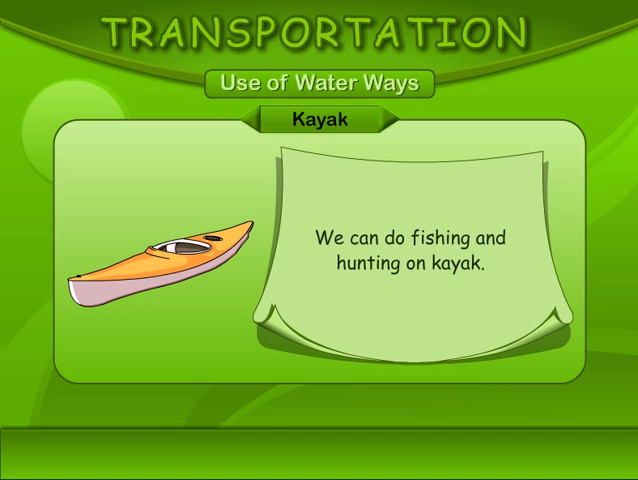 TRANSPORTATION
Use of Water Ways
Kayak
We can do fishing and
hunting on kayak.